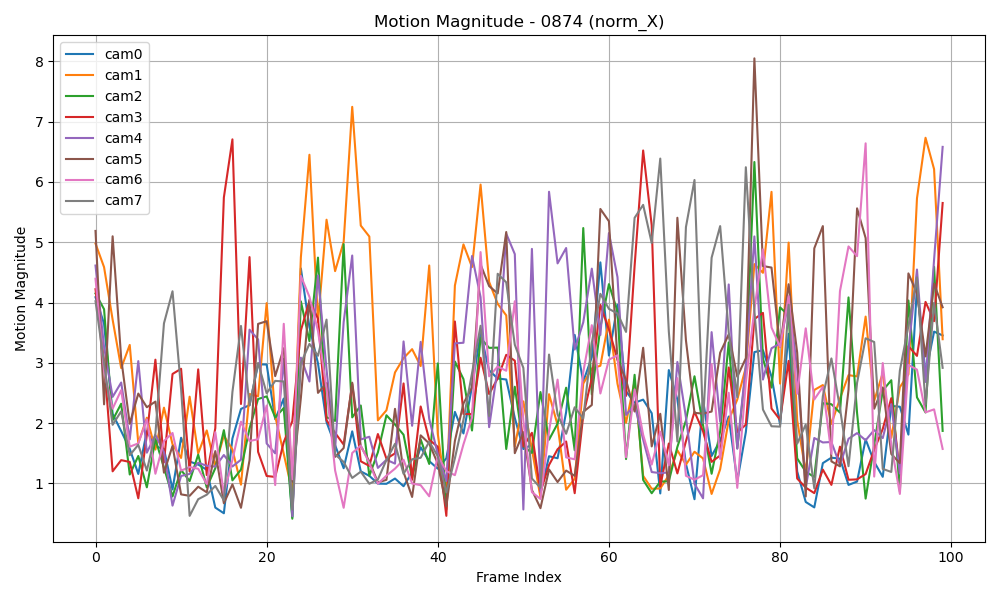 Motion Magnitude - 0874 (norm_X)
cam0
cam1
cam2
cam3
cam4
cam5
cam6
cam7
Motion Magnitude
8
7
6
5
4
3
2
1
0
20
40
60
80
100
Frame Index